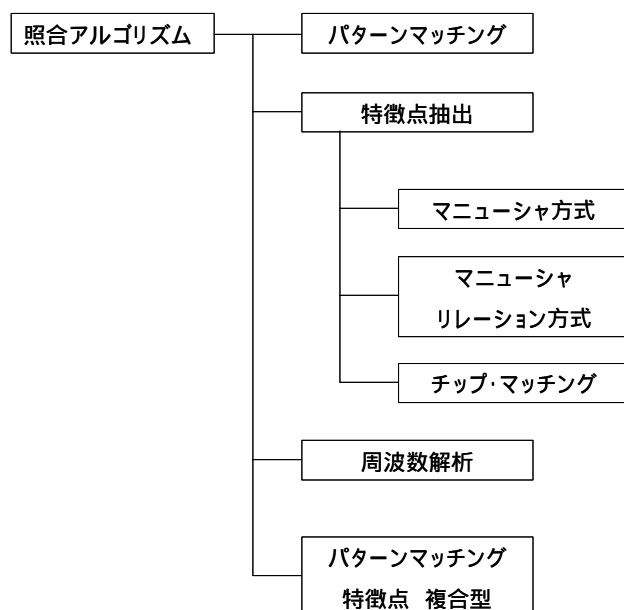 照合アルゴリズム
パターンマッチング
特徴点抽出
マニューシャ方式
マニューシャ
リレーション方式
チップ・マッチング
周波数解析
パターンマッチング
特徴点 複合型